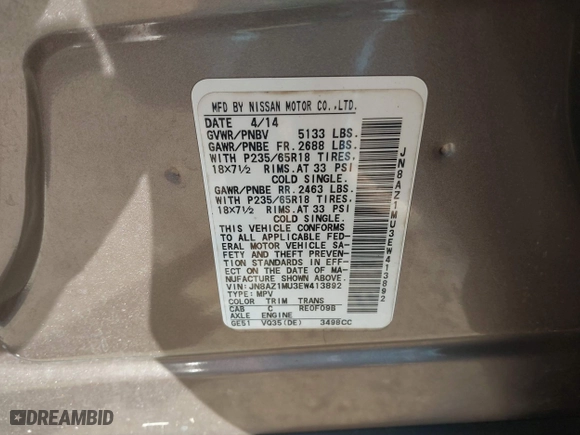 MFD BY NISSAN MOTOR CO.,LTD.
DATE 4/14
GVWR/PNBV 5133 LBS.
GAWR/PNBE FR. 2688 LBS.
WITH P235/65R18 TIRES.
18×7½ RIMS. AT 33 PSI
COLD SINGLE.
GAWR/PNBE RR. 2463 LBS.
WITH P235/65R18 TIRES.
18×7½ RIMS. AT 33 PSI
COLD SINGLE.
THIS VEHICLE CONFORMS
TO ALL APPLICABLE FED-
ERAL MOTOR VEHICLE SA-
FETY AND THEFT PREVEN-
TION STANDARDS IN EFF-
ECT ON THE DATE OF MA-
NUFACTURE SHOWN ABOVE.
VIN: JN8AZ1MU3EW413892
TYPE: MPV
COLOR TRIM TRANS
CAB C RE0F09B
AXLE ENGINE
GE51 VQ35(DE) 3498CC
JN8AZ1MU3EW413892
DREAMBID